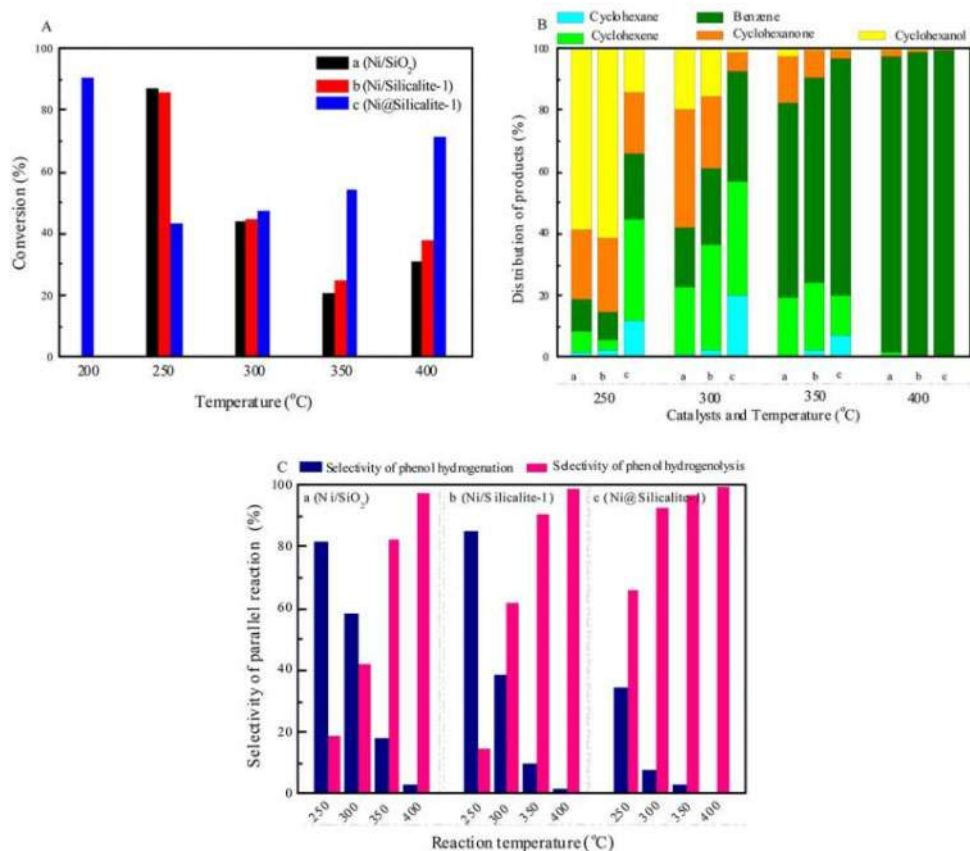 A
a (Ni/SiO2)
b (Ni/Silicalite-1)
c (Ni@Silicalite-1)
Conversion (%)
100
80
60
40
20
0
200 250 300 350 400
Temperature (°C)
B
Cyclohexane Benzene
Cyclohexene Cyclohexanone Cyclohexanol
Distribution of products (%)
100
80
60
40
20
0
a b c a b c a b c a b c
250 300 350 400
Catalysts and Temperature (°C)
C Selectivity of phenol hydrogenation Selectivity of phenol hydrogenolysis
a (Ni/SiO2) b (Ni/Silicalite-1) c (Ni@Silicalite-1)
Selectivity of parallel reaction (%)
100
80
60
40
20
0
250 300 350 400 250 300 350 400 250 300 350 400
Reaction temperature (°C)